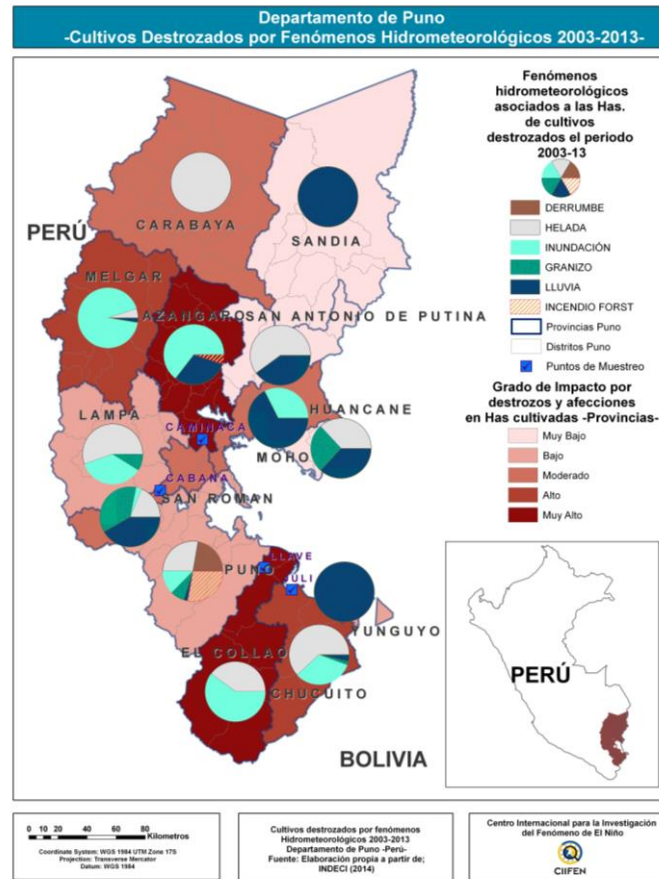 Departamento de Puno
-Cultivos Destrozados por Fenómenos Hidrometeorológicos 2003-2013-
Fenómenos
hidrometeorológicos
asociados a las Has.
de cultivos
destrozados el periodo
2003-13
DERRUMBE
HELADA
INUNDACIÓN
GRANIZO
LLUVIA
INCENDIO FORST
Provincias Puno
Distritos Puno
Puntos de Muestreo
Grado de Impacto por
destrozos y afecciones
en Has cultivadas -Provincias-
Muy Bajo
Bajo
Moderado
Alto
Muy Alto
CARABAYA
PERÚ
SANDIA
MELGAR
AZANGARO
SAN ANTONIO DE PUTINA
LAMPA
HUANCANE
CAMINACA
MOHO
CABANA
SAN ROMAN
PUNO
LLAVE
JÚLI
YUNGUYO
EL COLLAO
CHUCUITO
BOLIVIA
PERÚ
0 10 20 40 60 80
Kilometros
Coordinate System: WGS 1984 UTM Zone 17S
Projection: Transverse Mercator
Datum: WGS 1984
Cultivos destrozados por fenómenos
Hidrometeorológicos 2003-2013
Departamento de Puno -Perú-
Fuente: Elaboración propia a partir de;
INDECI (2014)
Centro Internacional para la Investigación
del Fenómeno de El Niño
CIIFEN